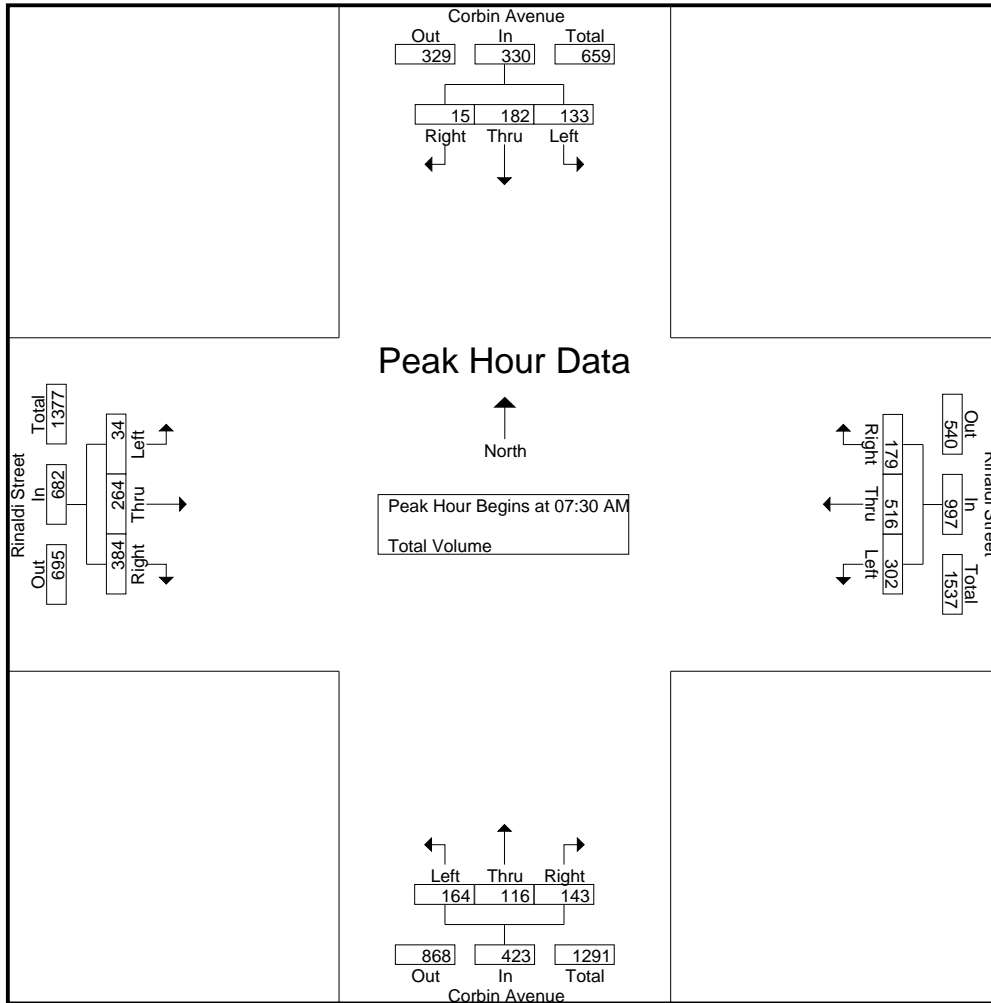 Corbin Avenue
Out In Total
329 330 659
15 182 133
Right Thru Left
Peak Hour Data
North
Peak Hour Begins at 07:30 AM
Total Volume
Rinaldi Street
Out In Total
695 682 1377
Right Thru Left
384 264 34
Rinaldi Street
Out In Total
540 997 1537
Right Thru Left
179 516 302
Left Thru Right
164 116 143
868 423 1291
Out In Total
Corbin Avenue